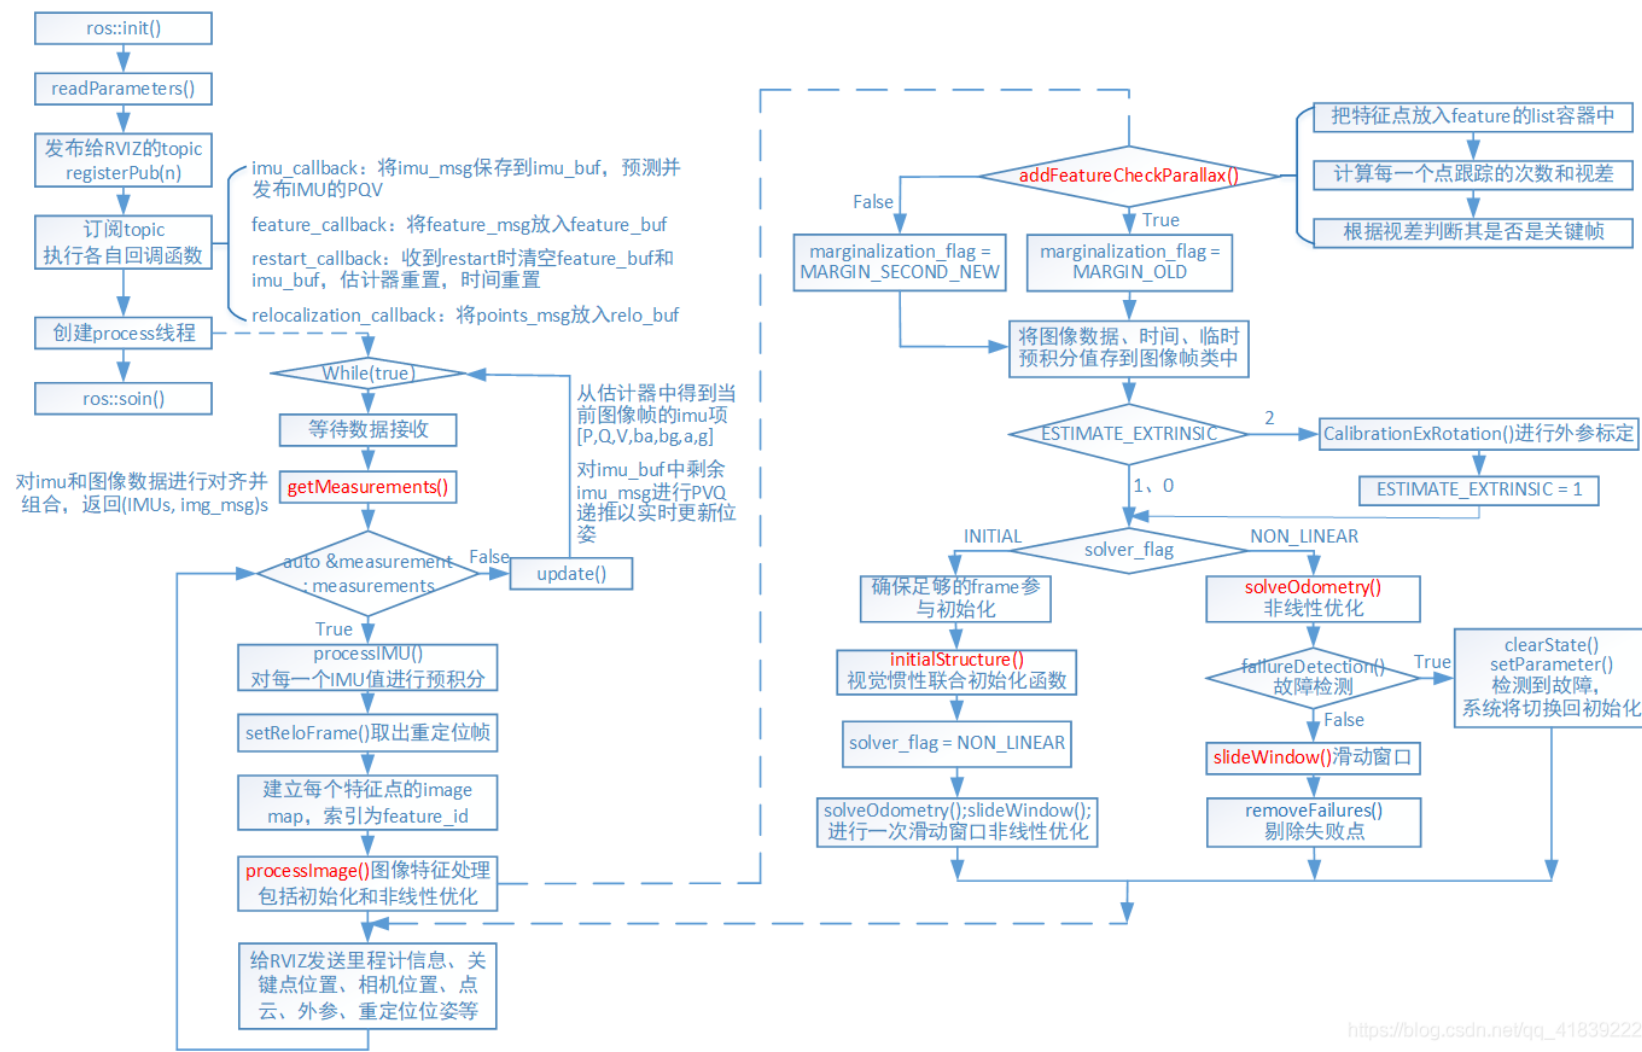 ros::init()
readParameters()
发布给RVIZ的topic
registerPub(n)
订阅topic
执行各自回调函数
创建process线程
ros::soin()
imu_callback：将imu_msg保存到imu_buf，预测并
发布IMU的PQV
feature_callback：将feature_msg放入feature_buf
restart_callback：收到restart时清空feature_buf和
imu_buf，估计器重置，时间重置
relocalization_callback：将points_msg放入relo_buf
While(true)
等待数据接收
getMeasurements()
对imu和图像数据进行对齐并
组合，返回(IMUs, img_msg)s
auto &measurement
: measurements
False
update()
从估计器中得到当
前图像帧的imu项
[P,Q,V,ba,bg,a,g]
对imu_buf中剩余
imu_msg进行PVQ
递推以实时更新位
姿
True
processIMU()
对每一个IMU值进行预积分
setReloFrame()取出重定位帧
建立每个特征点的image
map，索引为feature_id
processImage()图像特征处理
包括初始化和非线性优化
给RVIZ发送里程计信息、关
键点位置、相机位置、点
云、外参、重定位位姿等
addFeatureCheckParallax()
把特征点放入feature的list容器中
计算每一个点跟踪的次数和视差
根据视差判断其是否是关键帧
False
True
marginalization_flag =
MARGIN_SECOND_NEW
marginalization_flag =
MARGIN_OLD
将图像数据、时间、临时
预积分值存到图像帧类中
ESTIMATE_EXTRINSIC
2
CalibrationExRotation()进行外参标定
ESTIMATE_EXTRINSIC = 1
1、0
solver_flag
INITIAL
NON_LINEAR
确保足够的frame参
与初始化
initialStructure()
视觉惯性联合初始化函数
solver_flag = NON_LINEAR
solveOdometry();slideWindow();
进行一次滑动窗口非线性优化
solveOdometry()
非线性优化
failureDetection()
故障检测
True
clearState()
setParameter()
检测到故障，
系统将切换回初始化
False
slideWindow()滑动窗口
removeFailures()
剔除失败点
https://blog.csdn.net/qq_41839222